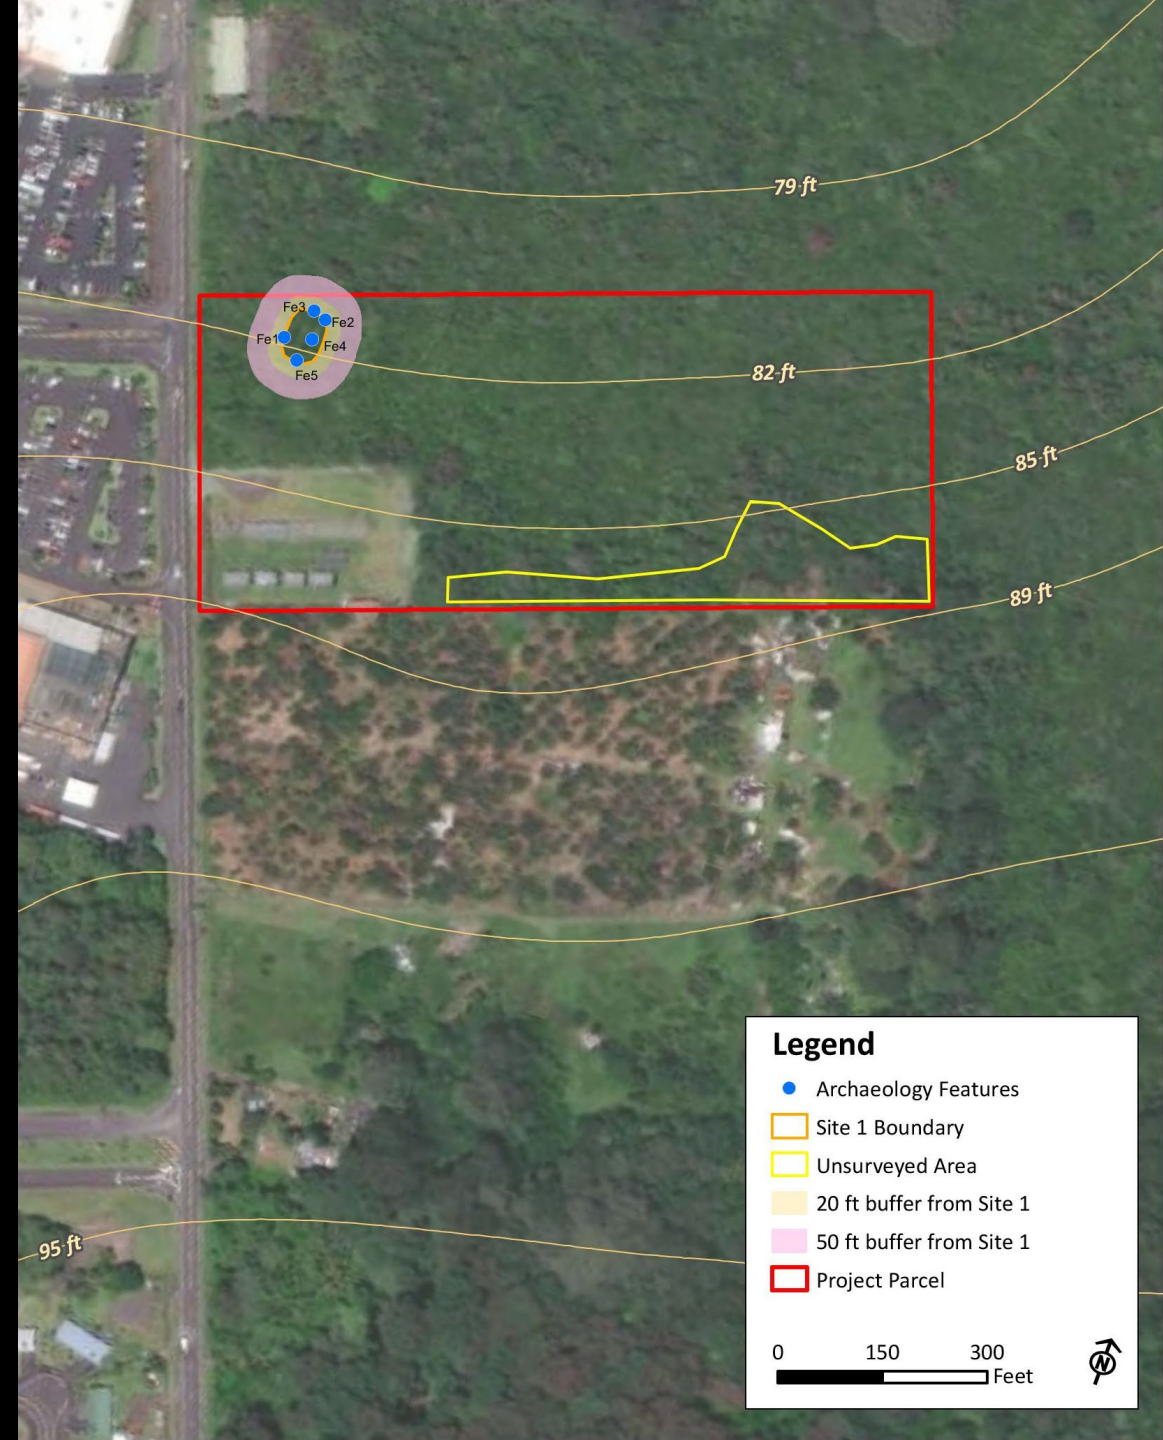 79 ft
Fe3
Fe2
Fe1
Fe4
Fe5
82 ft
85 ft
89 ft
95 ft
Legend
Archaeology Features
Site 1 Boundary
Unsurveyed Area
20 ft buffer from Site 1
50 ft buffer from Site 1
Project Parcel
0 150 300
Feet
N